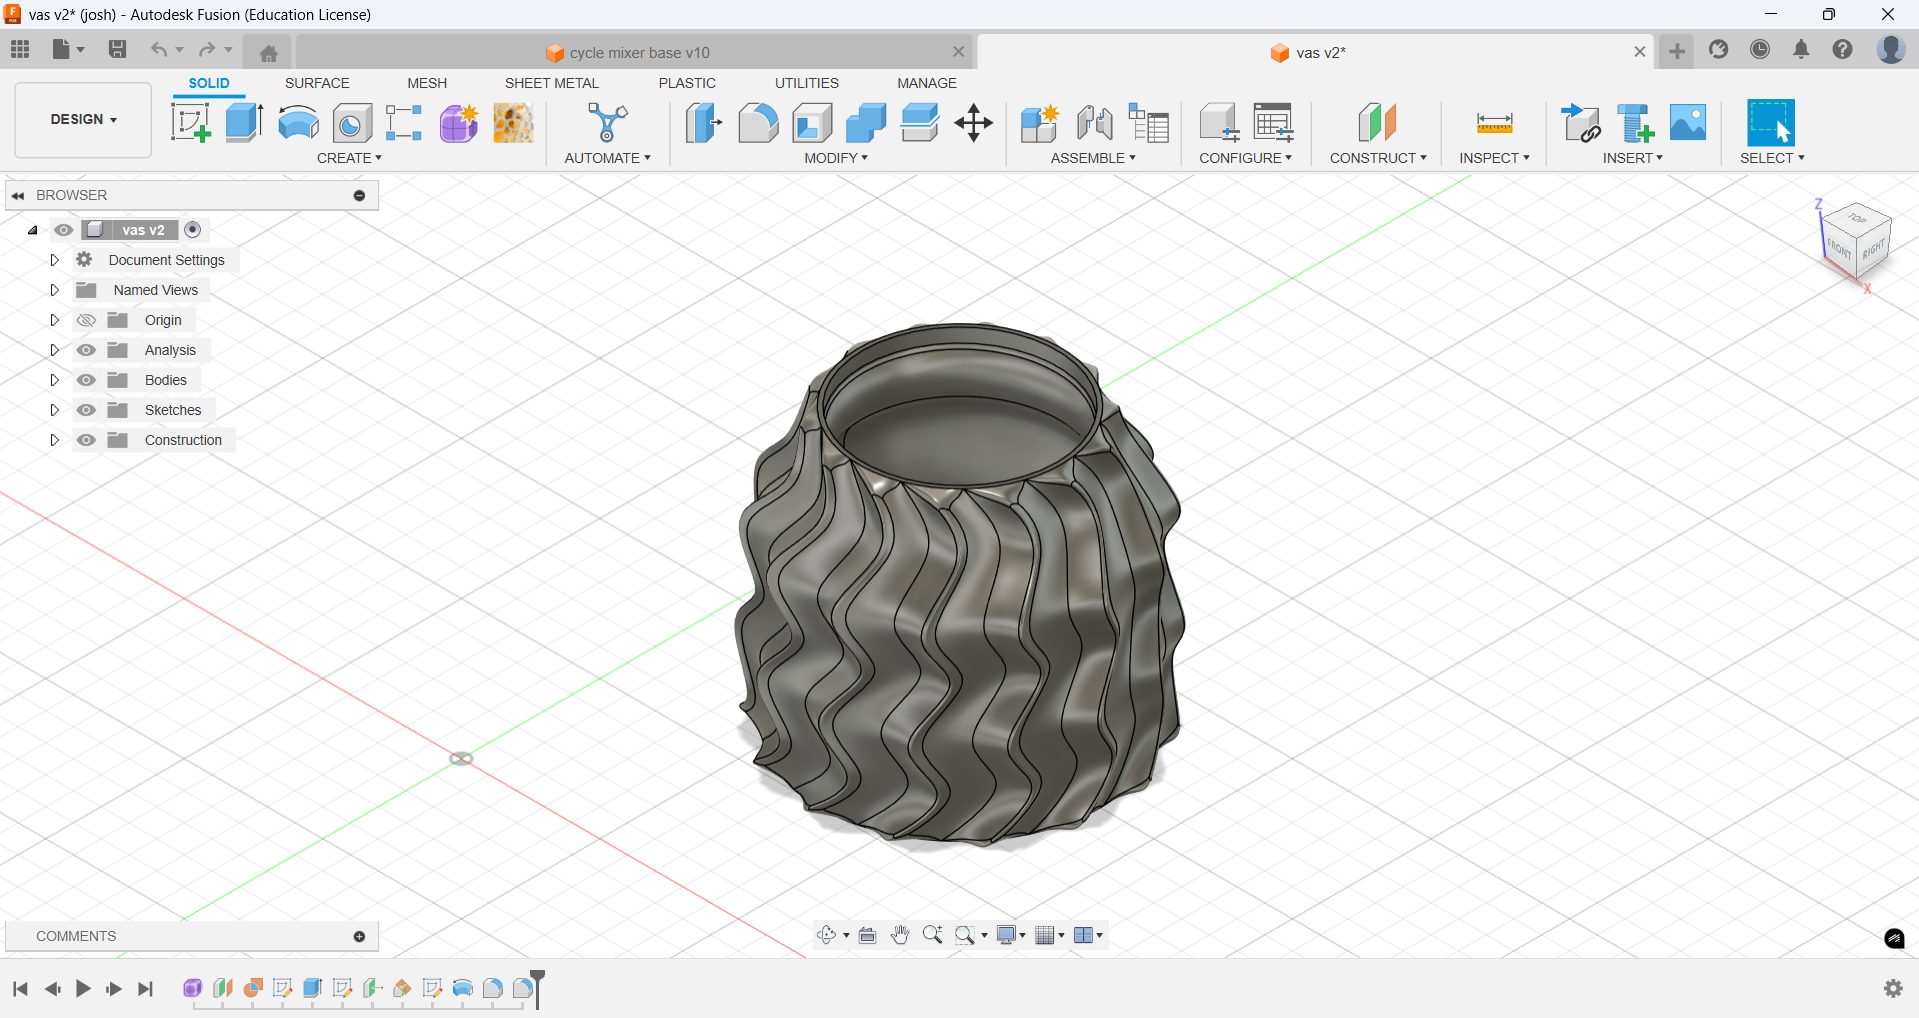 vas v2* (josh) - Autodesk Fusion (Education License)
cycle mixer base v10
vas v2*
SOLID SURFACE MESH SHEET METAL PLASTIC UTILITIES MANAGE
DESIGN
CREATE AUTOMATE MODIFY ASSEMBLE CONFIGURE CONSTRUCT INSPECT INSERT SELECT
BROWSER
vas v2
Document Settings
Named Views
Origin
Analysis
Bodies
Sketches
Construction
Z
TOP
FRONT RIGHT
X
COMMENTS